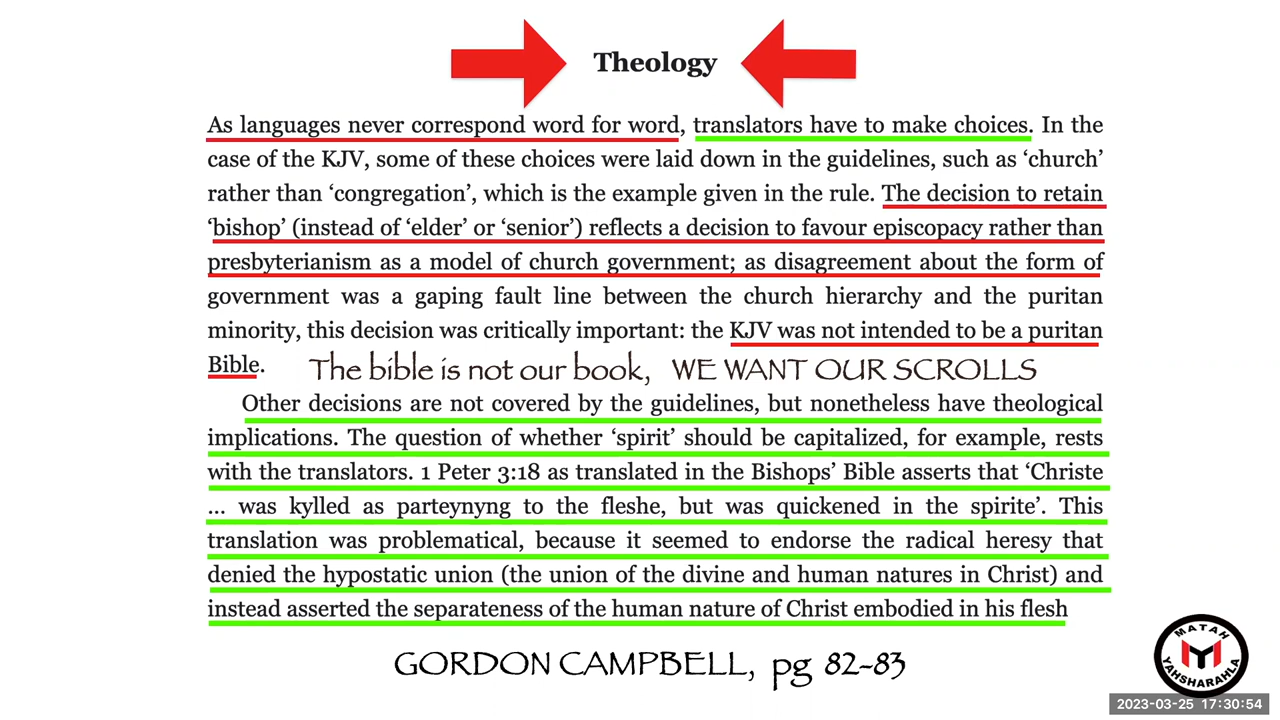 Theology
As languages never correspond word for word, translators have to make choices. In the
case of the KJV, some of these choices were laid down in the guidelines, such as ‘church’
rather than ‘congregation’, which is the example given in the rule. The decision to retain
‘bishop’ (instead of ‘elder’ or ‘senior’) reflects a decision to favour episcopacy rather than
presbyterianism as a model of church government; as disagreement about the form of
government was a gaping fault line between the church hierarchy and the puritan
minority, this decision was critically important: the KJV was not intended to be a puritan
Bible. The bible is not our book, WE WANT OUR SCROLLS
Other decisions are not covered by the guidelines, but nonetheless have theological
implications. The question of whether ‘spirit’ should be capitalized, for example, rests
with the translators. 1 Peter 3:18 as translated in the Bishops’ Bible asserts that ‘Christe
... was kylled as parteynyng to the fleshe, but was quickened in the spirite’. This
translation was problematical, because it seemed to endorse the radical heresy that
denied the hypostatic union (the union of the divine and human natures in Christ) and
instead asserted the separateness of the human nature of Christ embodied in his flesh
GORDON CAMPBELL, pg 82-83
MATAH
YAHSHARAHLA
2023-03-25 17:30:54